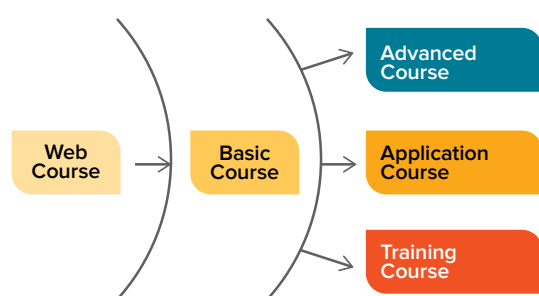 Web
Course
Basic
Course
Advanced
Course
Application
Course
Training
Course